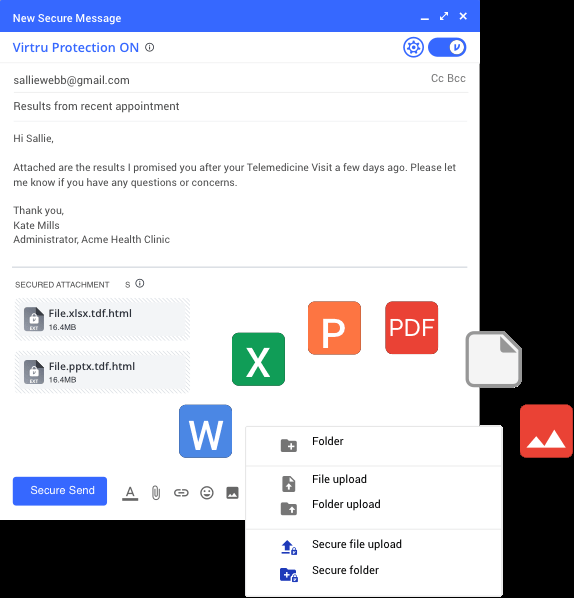 New Secure Message
Virtru Protection ON
salliewebb@gmail.com
Cc Bcc
Results from recent appointment
Hi Sallie,
Attached are the results I promised you after your Telemedicine Visit a few days ago. Please let
me know if you have any questions or concerns.
Thank you,
Kate Mills
Administrator, Acme Health Clinic
SECURED ATTACHMENT S
File.xlsx.tdf.html
16.4MB
EXT
File.pptx.tdf.html
16.4MB
EXT
P
PDF
X
W
Folder
File upload
Folder upload
Secure file upload
Secure folder
Secure Send
A